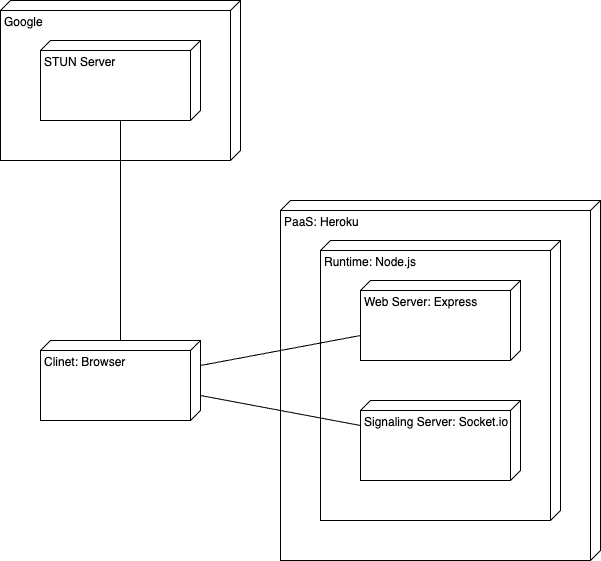 Google
STUN Server
PaaS: Heroku
Runtime: Node.js
Web Server: Express
Clinet: Browser
Signaling Server: Socket.io